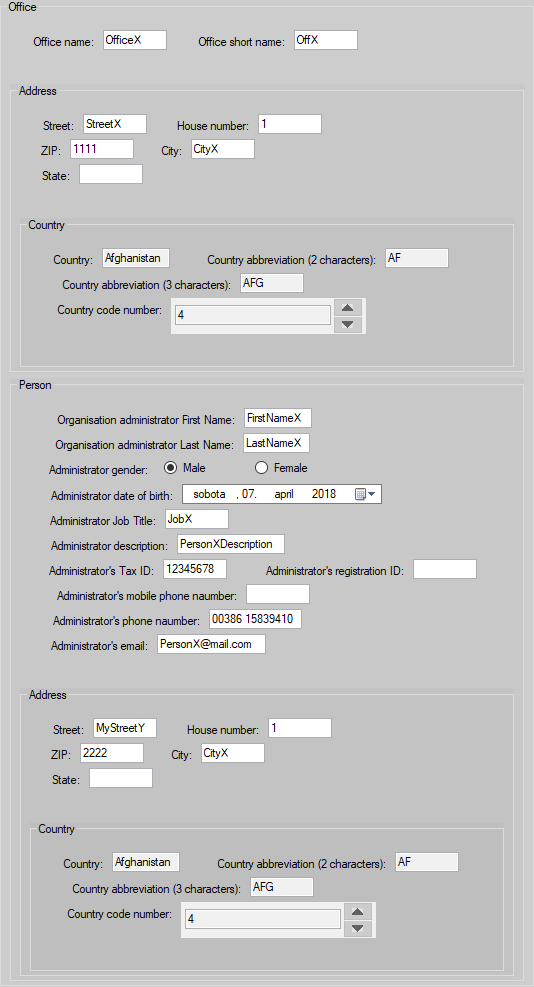 Office
Office name: OfficeX Office short name: OffX
Address
Street: StreetX House number: 1
ZIP: 1111 City: CityX
State:
Country
Country: Afghanistan Country abbreviation (2 characters): AF
Country abbreviation (3 characters): AFG
Country code number: 4
Person
Organisation administrator First Name: FirstNameX
Organisation administrator Last Name: LastNameX
Administrator gender: Male Female
Administrator date of birth: sobota , 07. april 2018
Administrator Job Title: JobX
Administrator description: PersonXDescription
Administrator's Tax ID: 12345678 Administrator's registration ID:
Administrator's mobile phone naumber:
Administrator's phone naumber: 00386 15839410
Administrator's email: PersonX@mail.com
Address
Street: MyStreetY House number: 1
ZIP: 2222 City: CityX
State:
Country
Country: Afghanistan Country abbreviation (2 characters): AF
Country abbreviation (3 characters): AFG
Country code number: 4